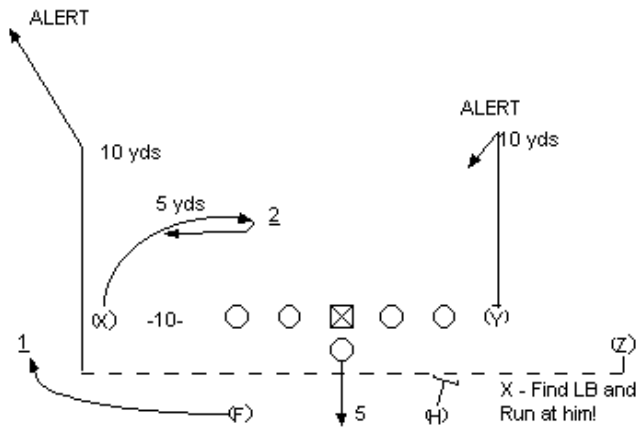 ALERT
ALERT
10 yds
10 yds
5 yds
2
(X)
-10-
(Y)
1
(Z)
(F)
5
(H)
X - Find LB and
Run at him!